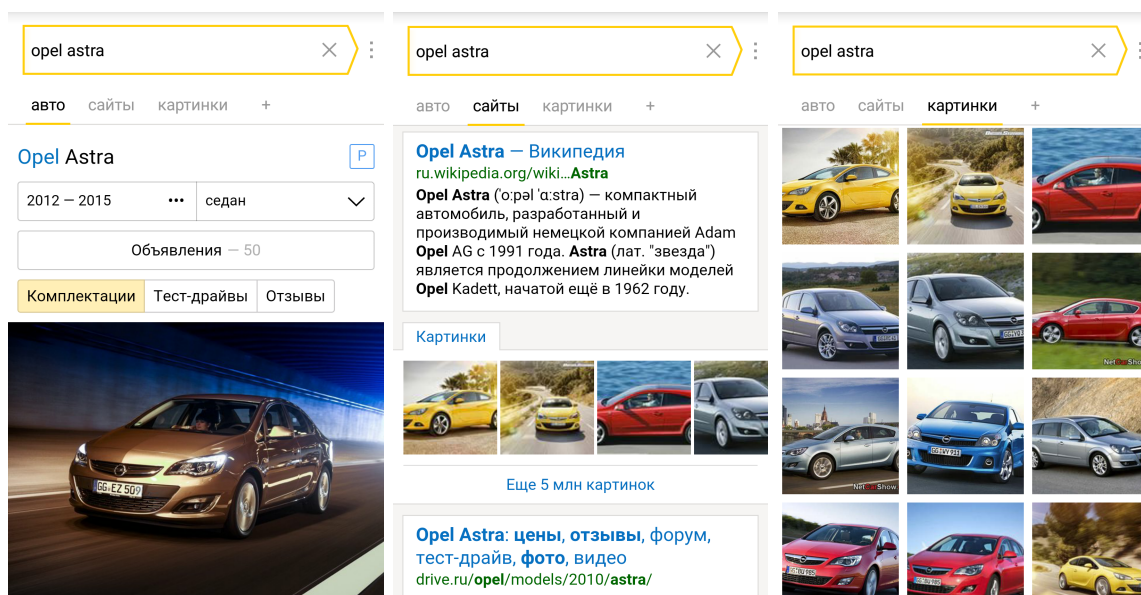 opel astra
авто сайты картинки +
Opel Astra
P
2012 — 2015 ••• седан
Объявления — 50
Комплектации Тест-драйвы Отзывы
GG EZ 509
opel astra
авто сайты картинки +
Opel Astra — Википедия
ru.wikipedia.org/wiki…Astra
Opel Astra ('o:pəl 'ɑ:stra) — компактный
автомобиль, разработанный и
производимый немецкой компанией Adam
Opel AG с 1991 года. Astra (лат. "звезда")
является продолжением линейки моделей
Opel Kadett, начатой ещё в 1962 году.
Картинки
Еще 5 млн картинок
Opel Astra: цены, отзывы, форум,
тест-драйв, фото, видео
drive.ru/opel/models/2010/astra/
opel astra
авто сайты картинки +